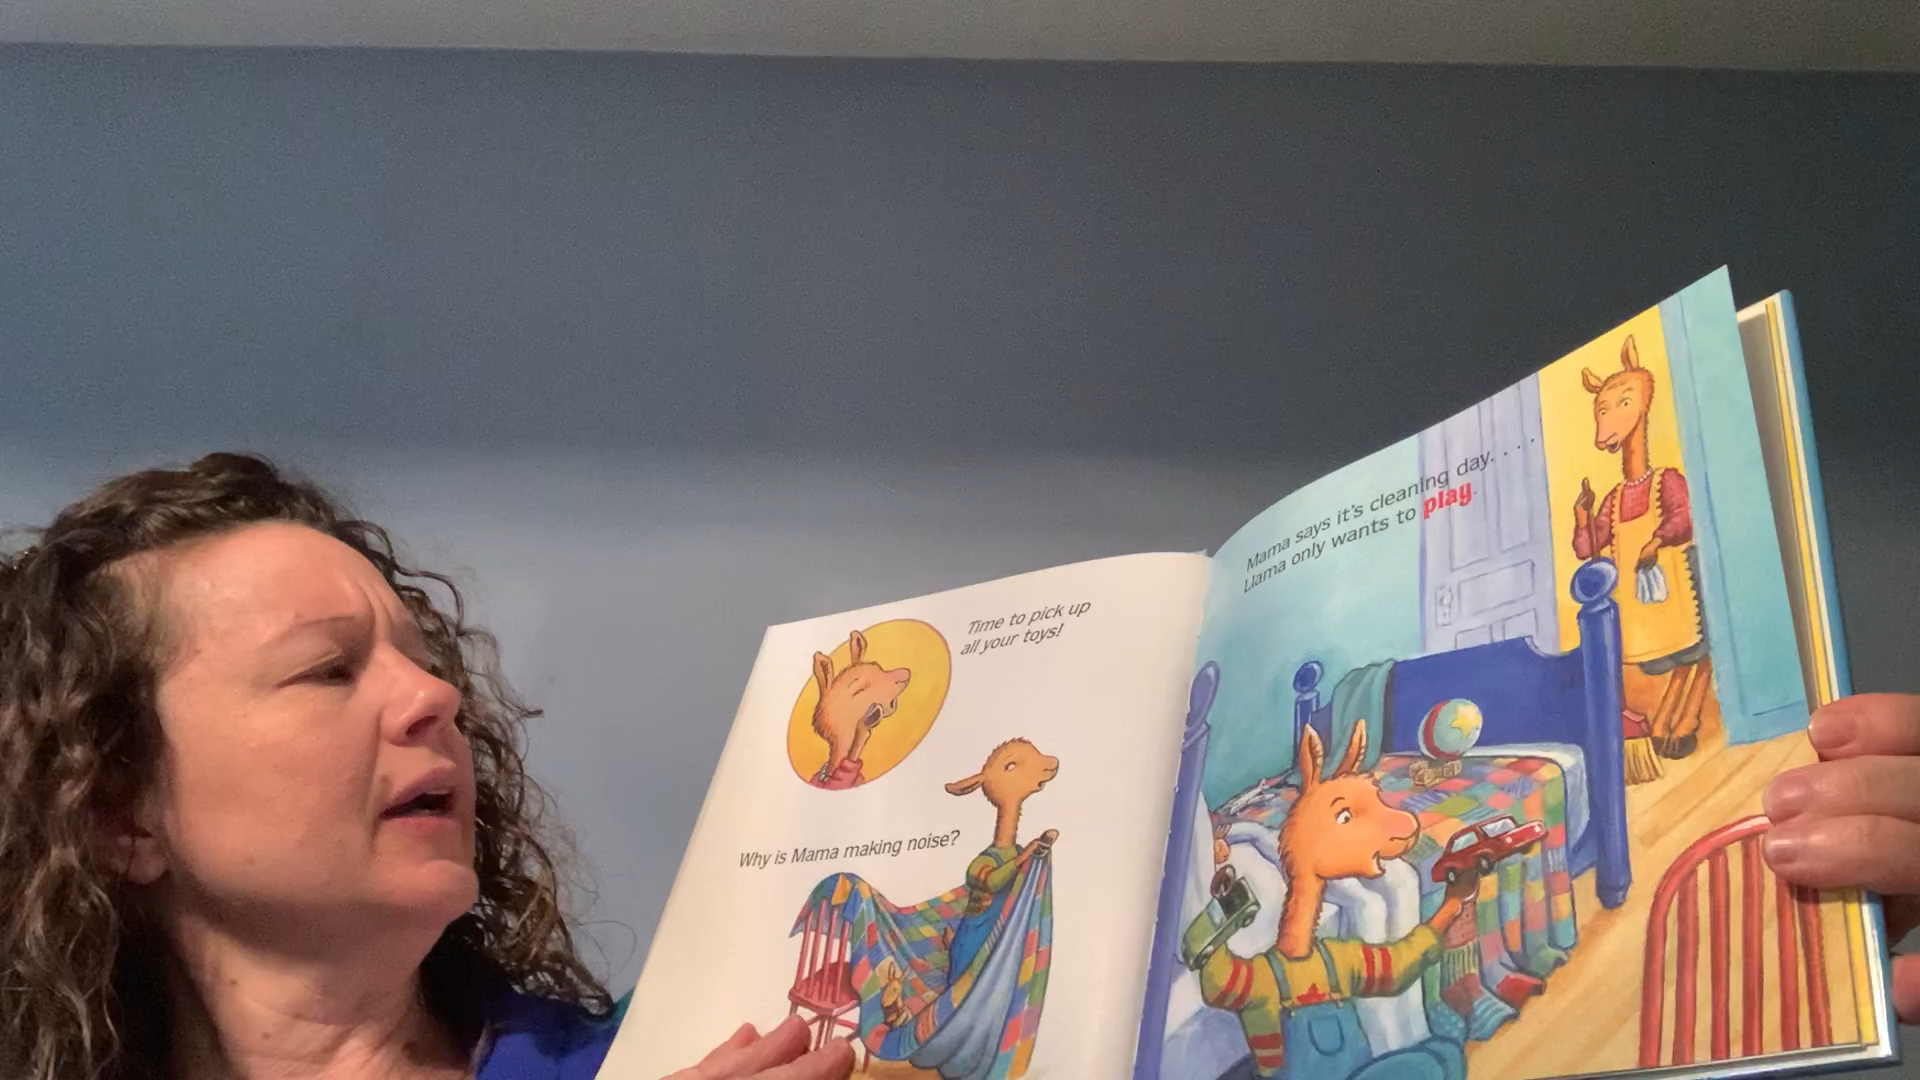 Time to pick up
all your toys!
Why is Mama making noise?
Mama says it's cleaning day. . . .
Llama only wants to play.